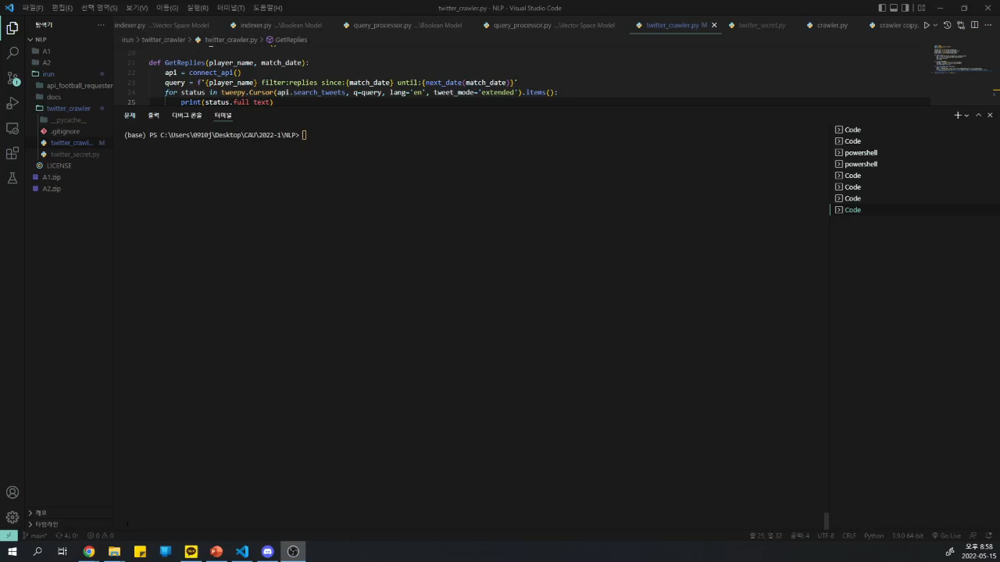 파일(F) 편집(E) 선택 영역(S) 보기(V) 이동(G) 실행(R) 터미널(T) 도움말(H)
twitter_crawler.py - NLP - Visual Studio Code
탐색기
indexer.py ...\Vector Space Model
indexer.py ...\Boolean Model
query_processor.py ...\Boolean Model
query_processor.py ...\Vector Space Model
twitter_crawler.py M
twitter_secret.py
crawler.py
crawler copy.
NLP
irun > twitter_crawler > twitter_crawler.py > GetReplies
A1
A2
irun
api_football_requester
docs
twitter_crawler
__pycache__
.gitignore
twitter_crawl... M
twitter_secret.py
LICENSE
A1.zip
A2.zip
20
21 def GetReplies(player_name, match_date):
22 api = connect_api()
23 query = f'{player_name} filter:replies since:{match_date} until:{next_date(match_date)}'
24 for status in tweepy.Cursor(api.search_tweets, q=query, lang='en', tweet_mode='extended').items():
25 print(status.full_text)
문제 출력 디버그 콘솔 터미널
(base) PS C:\Users\0910j\Desktop\CAU\2022-1\NLP>
Code
Code
powershell
powershell
Code
Code
Code
Code
개요
타임라인
main* 4↓ 0↑ 0 0
줄 25, 열 32 공백: 4 UTF-8 CRLF Python 3.9.0 64-bit Go Live
오후 8:58
2022-05-15